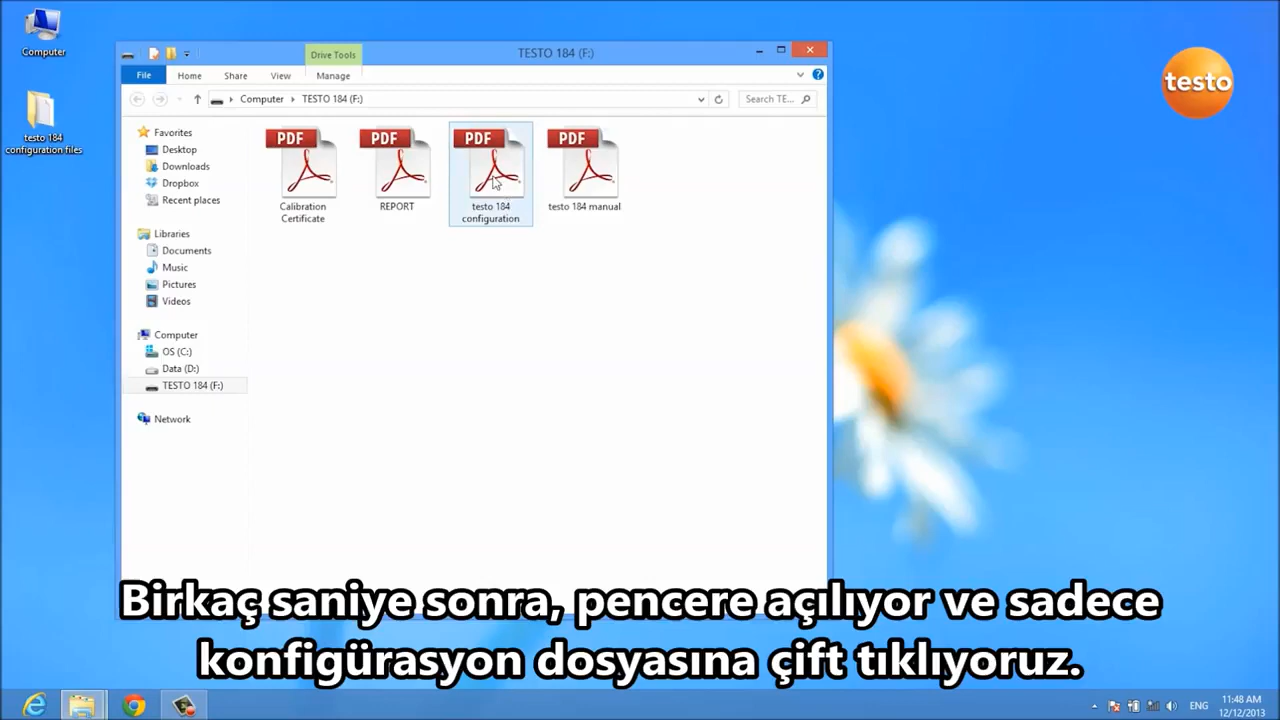 Computer
testo 184
configuration files
Drive Tools
TESTO 184 (F:)
File
Home
Share
View
Manage
Computer
TESTO 184 (F:)
Search TE...
testo
Favorites
Desktop
Downloads
Dropbox
Recent places
Libraries
Documents
Music
Pictures
Videos
Computer
OS (C:)
Data (D:)
TESTO 184 (F:)
Network
PDF
Calibration
Certificate
PDF
REPORT
PDF
testo 184
configuration
PDF
testo 184 manual
Birkaç saniye sonra, pencere açılıyor ve sadece
konfigürasyon dosyasına çift tıklıyoruz.
ENG
11:48 AM
12/12/2013